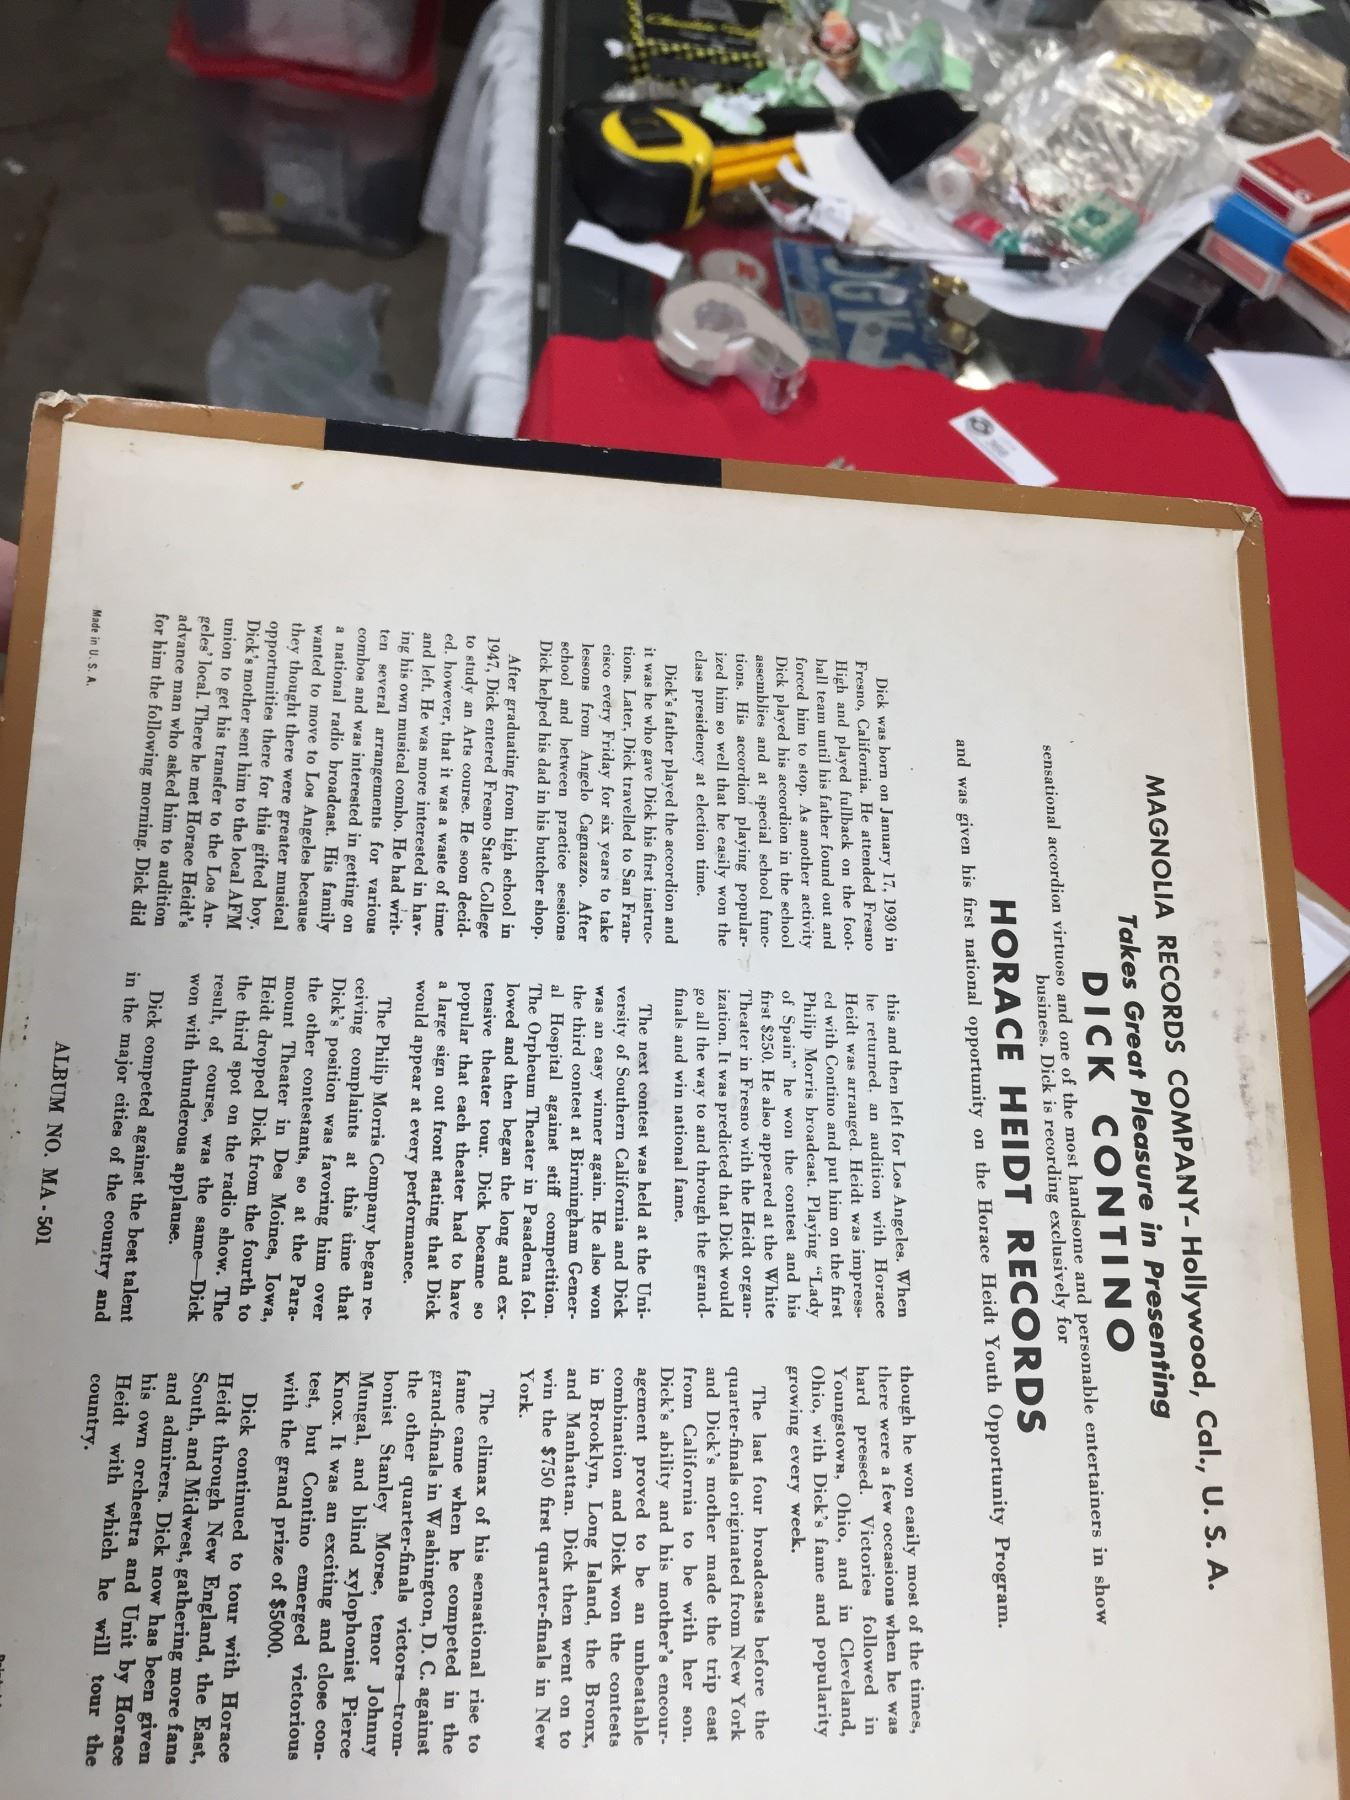 MAGNOLIA RECORDS COMPANY-Hollywood, Cal., U. S. A.
Takes Great Pleasure in Presenting
DICK CONTINO
sensational accordion virtuoso and one of the most handsome and personable entertainers in show
business. Dick is recording exclusively for
HORACE HEIDT RECORDS
and was given his first national opportunity on the Horace Heidt Youth Opportunity Program.
Dick was born on January 17, 1930 in
Fresno, California. He attended Fresno
High and played fullback on the foot-
ball team until his father found out and
forced him to stop. As another activity
Dick played his accordion in the school
assemblies and at special school func-
tions. His accordion playing popular-
ized him so well that he easily won the
class presidency at election time.
Dick's father played the accordion and
it was he who gave Dick his first instruc-
tions. Later, Dick travelled to San Fran-
cisco every Friday for six years to take
lessons from Angelo Cagnazzo. After
school and between practice sessions
Dick helped his dad in his butcher shop.
After graduating from high school in
1947, Dick entered Fresno State College
to study an Arts course. He soon decid-
ed, however, that it was a waste of time
and left. He was more interested in hav-
ing his own musical combo. He had writ-
ten several arrangements for various
combos and was interested in getting on
a national radio broadcast. His family
wanted to move to Los Angeles because
they thought there were greater musical
opportunities there for this gifted boy.
Dick's mother sent him to the local AFM
union to get his transfer to the Los An-
geles' local. There he met Horace Heidt's
advance man who asked him to audition
for him the following morning. Dick did
this and then left for Los Angeles. When
he returned, an audition with Horace
Heidt was arranged. Heidt was impress-
ed with Contino and put him on the first
Philip Morris broadcast. Playing "Lady
of Spain" he won the contest and his
first $250. He also appeared at the White
Theater in Fresno with the Heidt organ-
ization. It was predicted that Dick would
go all the way to and through the grand-
finals and win national fame.
The next contest was held at the Uni-
versity of Southern California and Dick
was an easy winner again. He also won
the third contest at Birmingham Gener-
al Hospital against stiff competition.
The Orpheum Theater in Pasadena fol-
lowed and then began the long and ex-
tensive theater tour. Dick became so
popular that each theater had to have
a large sign out front stating that Dick
would appear at every performance.
The Philip Morris Company began re-
ceiving complaints at this time that
Dick's position was favoring him over
the other contestants, so at the Para-
mount Theater in Des Moines, Iowa,
Heidt dropped Dick from the fourth to
the third spot on the radio show. The
result, of course, was the same—Dick
won with thunderous applause.
Dick competed against the best talent
in the major cities of the country and
though he won easily most of the times,
there were a few occasions when he was
hard pressed. Victories followed in
Youngstown, Ohio, and in Cleveland,
Ohio, with Dick's fame and popularity
growing every week.
The last four broadcasts before the
quarter-finals originated from New York
and Dick's mother made the trip east
from California to be with her son.
Dick's ability and his mother's encour-
agement proved to be an unbeatable
combination and Dick won the contests
in Brooklyn, Long Island, the Bronx,
and Manhattan. Dick then went on to
win the $750 first quarter-finals in New
York.
The climax of his sensational rise to
fame came when he competed in the
grand-finals in Washington, D. C. against
the other quarter-finals victors—trom-
bonist Stanley Morse, tenor Johnny
Mungal, and blind xylophonist Pierce
Knox. It was an exciting and close con-
test, but Contino emerged victorious
with the grand prize of $5000.
Dick continued to tour with Horace
Heidt through New England, the East,
South, and Midwest, gathering more fans
and admirers. Dick now has been given
his own orchestra and Unit by Horace
Heidt with which he will tour the
country.
Made in U. S. A.
ALBUM NO. MA - 501